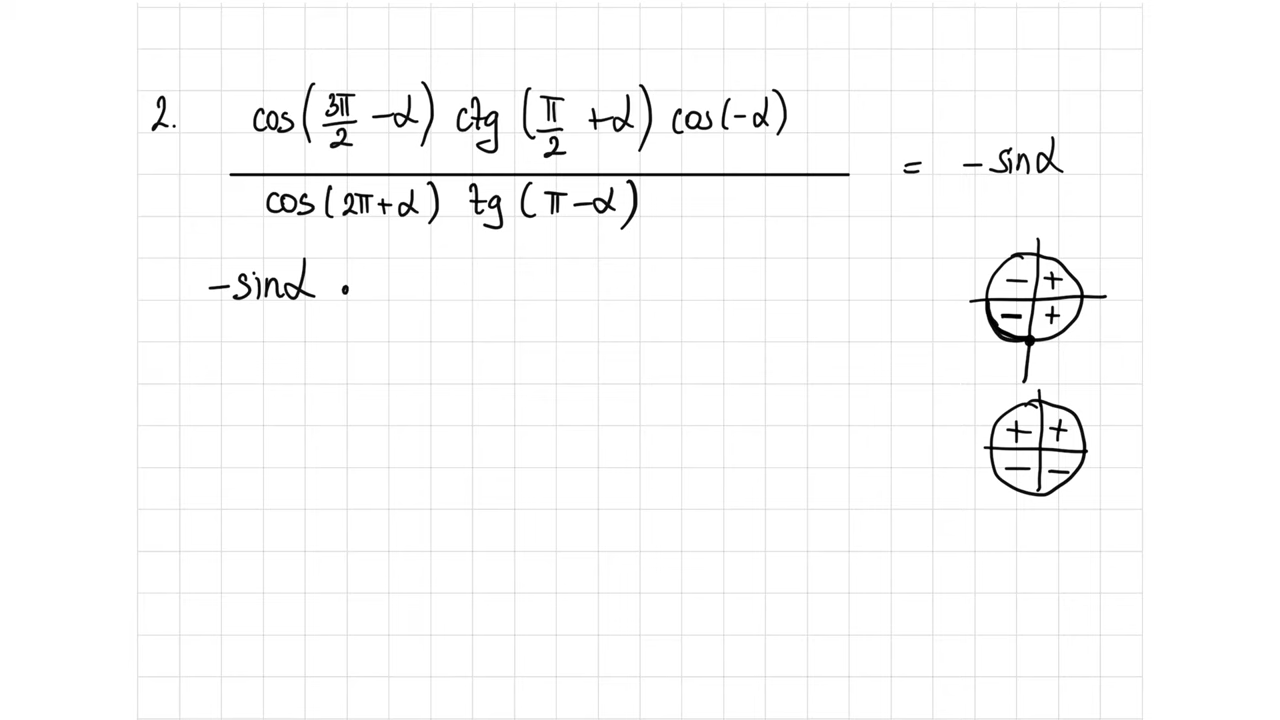 2. cos(3π/2 -α) ctg(π/2 +α) cos(-α)
cos(2π+α) tg(π-α)
= -sinα
-sinα ·
- +
- +
+ +
- -